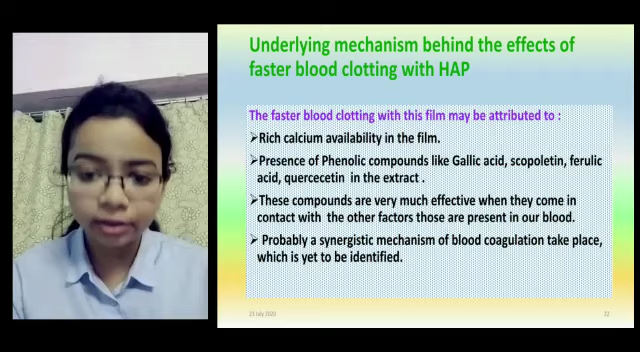 Underlying mechanism behind the effects of
faster blood clotting with HAP
The faster blood clotting with this film may be attributed to :
➢Rich calcium availability in the film.
➢Presence of Phenolic compounds like Gallic acid, scopoletin, ferulic
acid, quercecetin in the extract .
➢These compounds are very much effective when they come in
contact with the other factors those are present in our blood.
➢ Probably a synergistic mechanism of blood coagulation take place,
which is yet to be identified.
23 July 2020
22